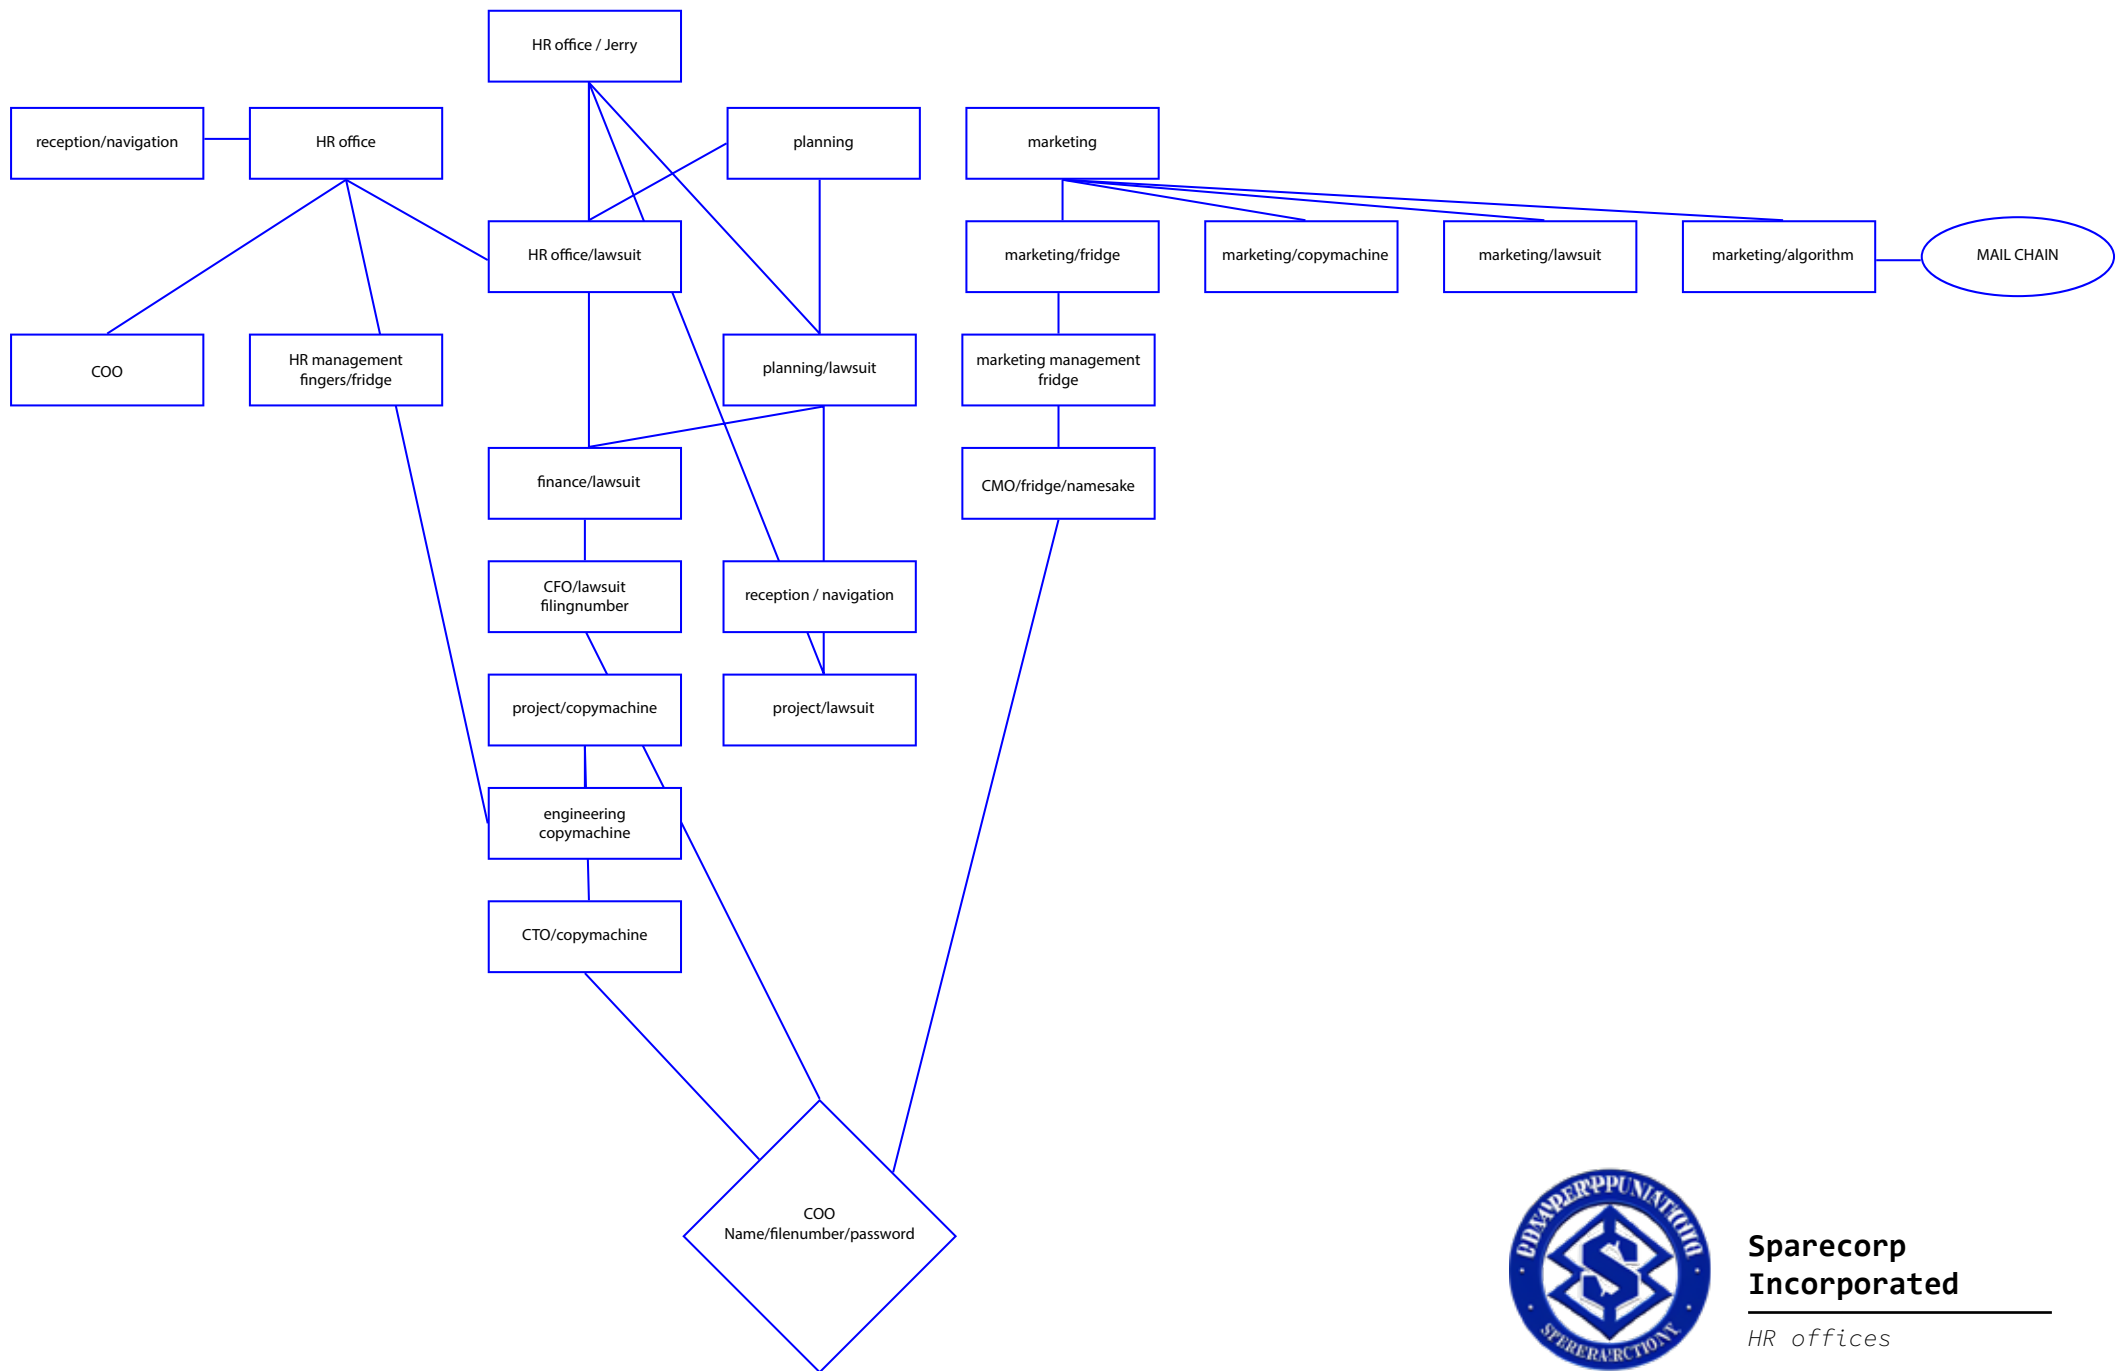 HR office / Jerry
reception/navigation
HR office
planning
marketing
HR office/lawsuit
marketing/fridge
marketing/copymachine
marketing/lawsuit
marketing/algorithm
MAIL CHAIN
COO
HR management
fingers/fridge
planning/lawsuit
marketing management
fridge
finance/lawsuit
CMO/fridge/namesake
CFO/lawsuit
filingnumber
reception / navigation
project/copymachine
project/lawsuit
engineering
copymachine
CTO/copymachine
COO
Name/filenumber/password
Sparecorp
Incorporated
HR offices